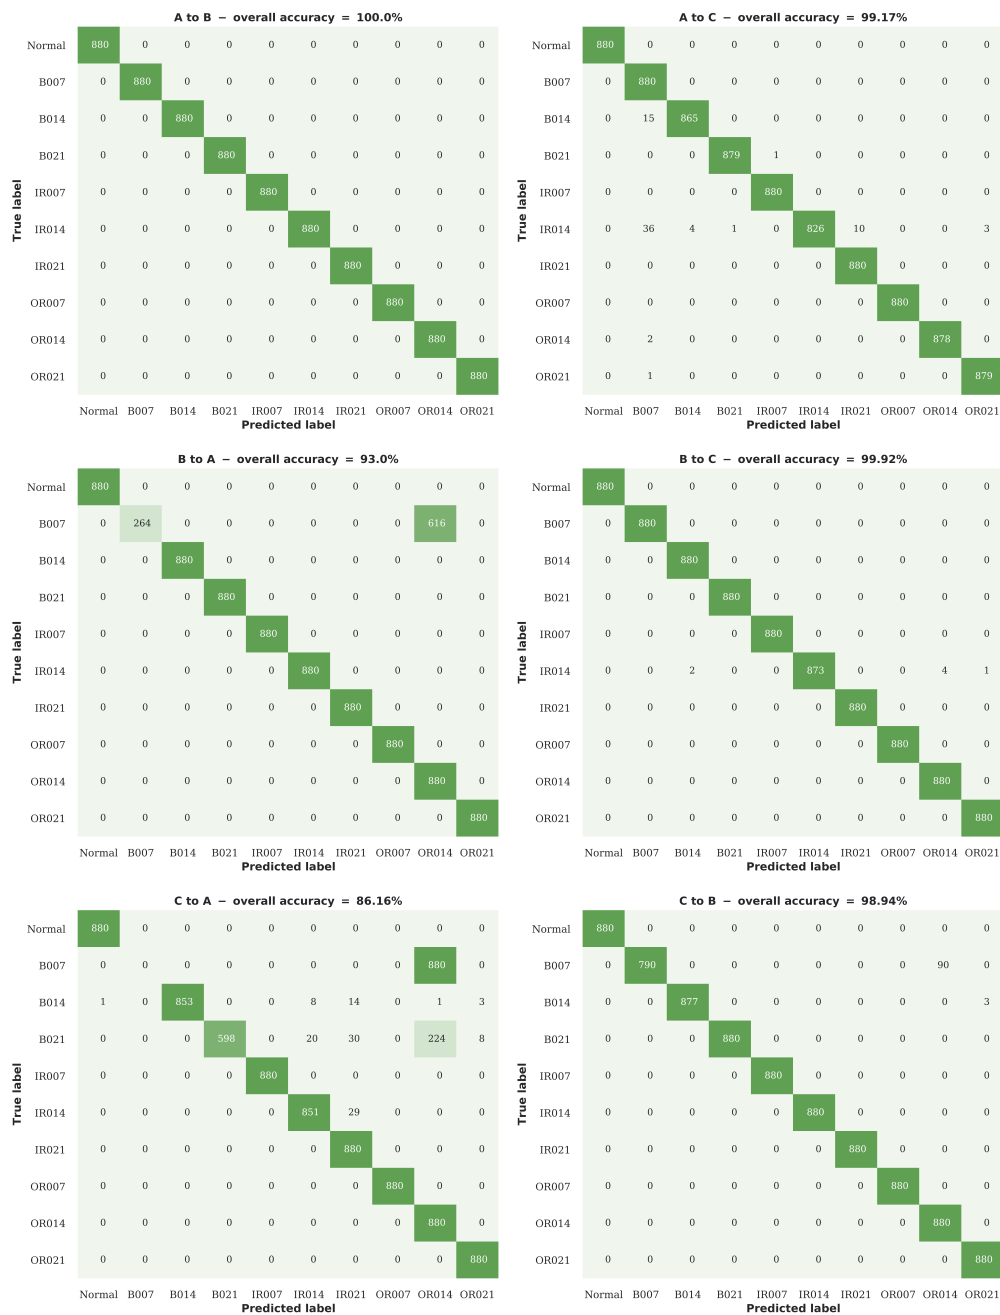 A to B − overall accuracy = 100.0%
True label
Normal 880 0 0 0 0 0 0 0 0 0
B007 0 880 0 0 0 0 0 0 0 0
B014 0 0 880 0 0 0 0 0 0 0
B021 0 0 0 880 0 0 0 0 0 0
IR007 0 0 0 0 880 0 0 0 0 0
IR014 0 0 0 0 0 880 0 0 0 0
IR021 0 0 0 0 0 0 880 0 0 0
OR007 0 0 0 0 0 0 0 880 0 0
OR014 0 0 0 0 0 0 0 0 880 0
OR021 0 0 0 0 0 0 0 0 0 880
Normal B007 B014 B021 IR007 IR014 IR021 OR007 OR014 OR021
Predicted label
A to C − overall accuracy = 99.17%
True label
880 0 0 0 0 0 0 0 0 0
0 880 0 0 0 0 0 0 0 0
0 15 865 0 0 0 0 0 0 0
0 0 0 879 1 0 0 0 0 0
0 0 0 0 880 0 0 0 0 0
0 36 4 1 0 826 10 0 0 3
0 0 0 0 0 0 880 0 0 0
0 0 0 0 0 0 0 880 0 0
0 2 0 0 0 0 0 0 878 0
0 1 0 0 0 0 0 0 0 879
Normal B007 B014 B021 IR007 IR014 IR021 OR007 OR014 OR021
Predicted label
B to A − overall accuracy = 93.0%
True label
Normal 880 0 0 0 0 0 0 0 0 0
B007 0 264 0 0 0 0 0 0 616 0
B014 0 0 880 0 0 0 0 0 0 0
B021 0 0 0 880 0 0 0 0 0 0
IR007 0 0 0 0 880 0 0 0 0 0
IR014 0 0 0 0 0 880 0 0 0 0
IR021 0 0 0 0 0 0 880 0 0 0
OR007 0 0 0 0 0 0 0 880 0 0
OR014 0 0 0 0 0 0 0 0 880 0
OR021 0 0 0 0 0 0 0 0 0 880
Normal B007 B014 B021 IR007 IR014 IR021 OR007 OR014 OR021
Predicted label
B to C − overall accuracy = 99.92%
True label
880 0 0 0 0 0 0 0 0 0
0 880 0 0 0 0 0 0 0 0
0 0 880 0 0 0 0 0 0 0
0 0 0 880 0 0 0 0 0 0
0 0 0 0 880 0 0 0 0 0
0 0 2 0 0 873 0 0 4 1
0 0 0 0 0 0 880 0 0 0
0 0 0 0 0 0 0 880 0 0
0 0 0 0 0 0 0 0 880 0
0 0 0 0 0 0 0 0 0 880
Normal B007 B014 B021 IR007 IR014 IR021 OR007 OR014 OR021
Predicted label
C to A − overall accuracy = 86.16%
True label
Normal 880 0 0 0 0 0 0 0 0 0
B007 0 0 0 0 0 0 0 0 880 0
B014 1 0 853 0 0 8 14 0 1 3
B021 0 0 0 598 0 20 30 0 224 8
IR007 0 0 0 0 880 0 0 0 0 0
IR014 0 0 0 0 0 851 29 0 0 0
IR021 0 0 0 0 0 0 880 0 0 0
OR007 0 0 0 0 0 0 0 880 0 0
OR014 0 0 0 0 0 0 0 0 880 0
OR021 0 0 0 0 0 0 0 0 0 880
Normal B007 B014 B021 IR007 IR014 IR021 OR007 OR014 OR021
Predicted label
C to B − overall accuracy = 98.94%
True label
880 0 0 0 0 0 0 0 0 0
0 790 0 0 0 0 0 0 90 0
0 0 877 0 0 0 0 0 0 3
0 0 0 880 0 0 0 0 0 0
0 0 0 0 880 0 0 0 0 0
0 0 0 0 0 880 0 0 0 0
0 0 0 0 0 0 880 0 0 0
0 0 0 0 0 0 0 880 0 0
0 0 0 0 0 0 0 0 880 0
0 0 0 0 0 0 0 0 0 880
Normal B007 B014 B021 IR007 IR014 IR021 OR007 OR014 OR021
Predicted label